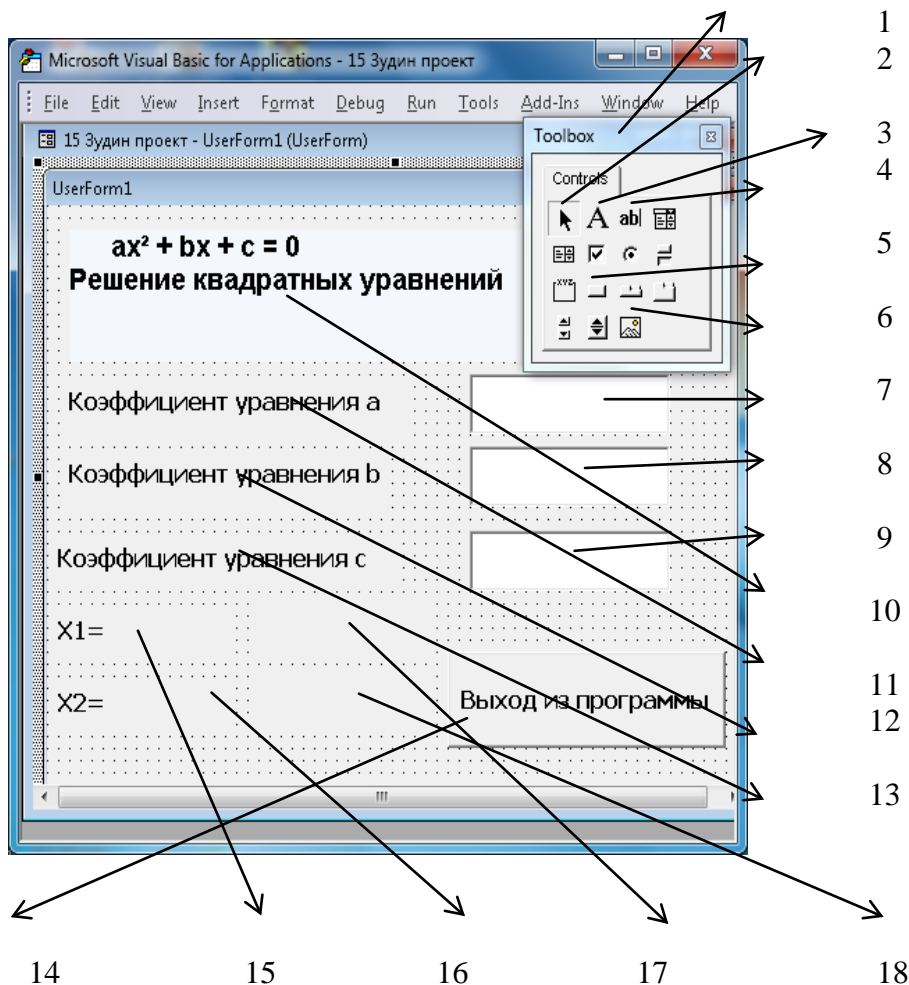 1
Microsoft Visual Basic for Applications - 15 Зудин проект
2
File Edit View Insert Format Debug Run Tools Add-Ins Window Help
15 Зудин проект - UserForm1 (UserForm)
Toolbox
3
UserForm1
Controls
4
A ab|
ax² + bx + c = 0
5
Решение квадратных уравнений
xyz
6
Коэффициент уравнения a
7
Коэффициент уравнения b
8
Коэффициент уравнения c
9
10
X1=
11
X2=
Выход из программы
12
13
14 15 16 17 18